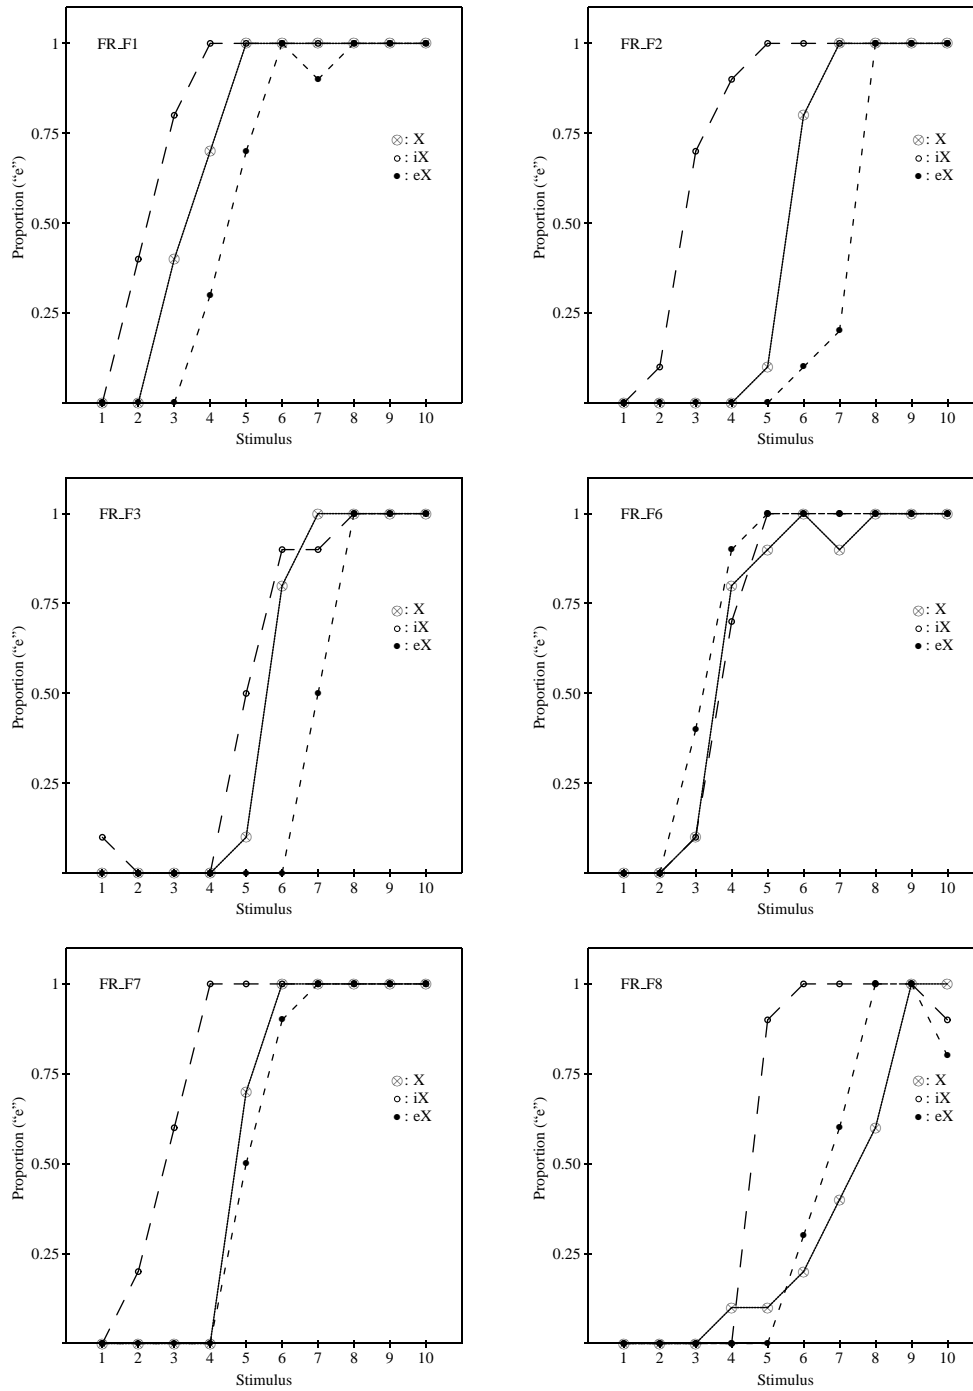 FR_F1
1
0.75
0.50
0.25
Proportion (“e”)
: X
: iX
: eX
1 2 3 4 5 6 7 8 9 10
Stimulus
FR_F2
1
0.75
0.50
0.25
Proportion (“e”)
: X
: iX
: eX
1 2 3 4 5 6 7 8 9 10
Stimulus
FR_F3
1
0.75
0.50
0.25
Proportion (“e”)
: X
: iX
: eX
1 2 3 4 5 6 7 8 9 10
Stimulus
FR_F6
1
0.75
0.50
0.25
Proportion (“e”)
: X
: iX
: eX
1 2 3 4 5 6 7 8 9 10
Stimulus
FR_F7
1
0.75
0.50
0.25
Proportion (“e”)
: X
: iX
: eX
1 2 3 4 5 6 7 8 9 10
Stimulus
FR_F8
1
0.75
0.50
0.25
Proportion (“e”)
: X
: iX
: eX
1 2 3 4 5 6 7 8 9 10
Stimulus